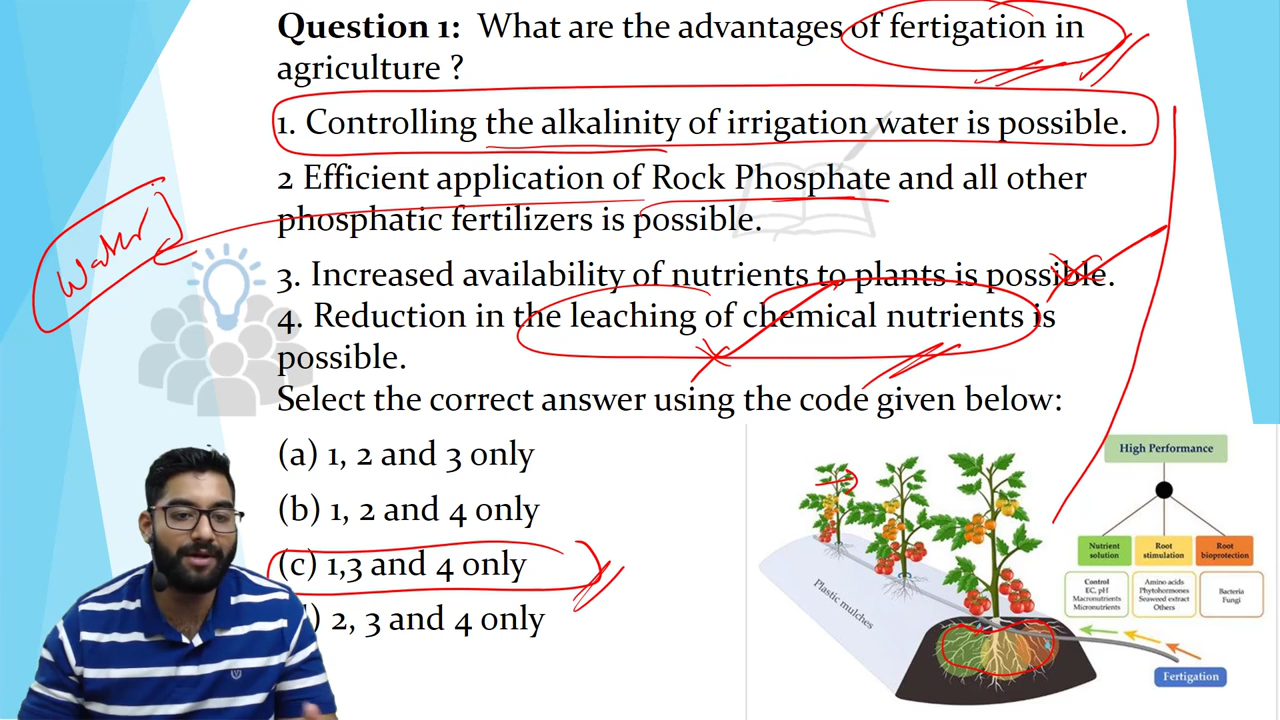 Question 1: What are the advantages of fertigation in
agriculture ?
1. Controlling the alkalinity of irrigation water is possible.
2 Efficient application of Rock Phosphate and all other
phosphatic fertilizers is possible.
3. Increased availability of nutrients to plants is possible.
4. Reduction in the leaching of chemical nutrients is
possible.
Select the correct answer using the code given below:
(a) 1, 2 and 3 only
(b) 1, 2 and 4 only
(c) 1,3 and 4 only
) 2, 3 and 4 only
water
Plastic mulches
High Performance
Nutrient
solution
Root
stimulation
Root
bioprotection
Control
EC, pH
Macronutrients
Micronutrients
Amino acids
Phytohormones
Seaweed extract
Others
Bacteria
Fungi
Fertigation